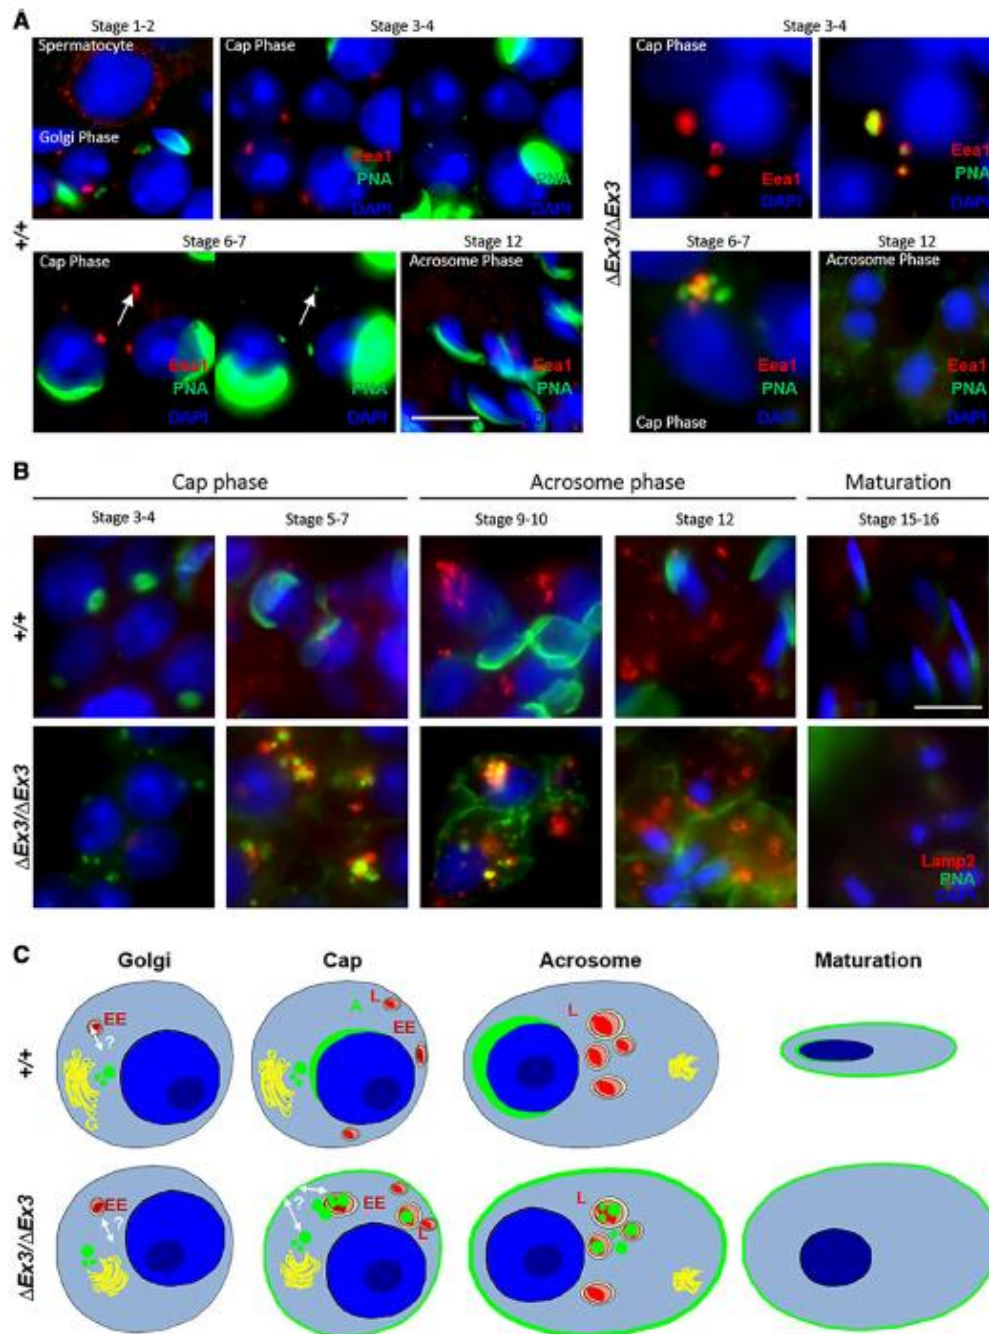 A
Stage 1-2
Stage 3-4
Stage 3-4
Spermatocyte
Cap Phase
Cap Phase
Golgi Phase
Eea1
PNA
DAPI
PNA
DAPI
Eea1
DAPI
Eea1
PNA
DAPI
+/+
ΔEx3/ΔEx3
Stage 6-7
Stage 12
Stage 6-7
Stage 12
Cap Phase
Acrosome Phase
Acrosome Phase
Eea1
PNA
DAPI
PNA
DAPI
Eea1
PNA
DAPI
Eea1
PNA
DAPI
Cap Phase
Eea1
PNA
DAPI
B
Cap phase
Acrosome phase
Maturation
Stage 3-4
Stage 5-7
Stage 9-10
Stage 12
Stage 15-16
+/+
ΔEx3/ΔEx3
Lamp2
PNA
DAPI
C
Golgi
Cap
Acrosome
Maturation
+/+
EE
?
A
L
EE
L
ΔEx3/ΔEx3
EE
?
?
EE
L
L